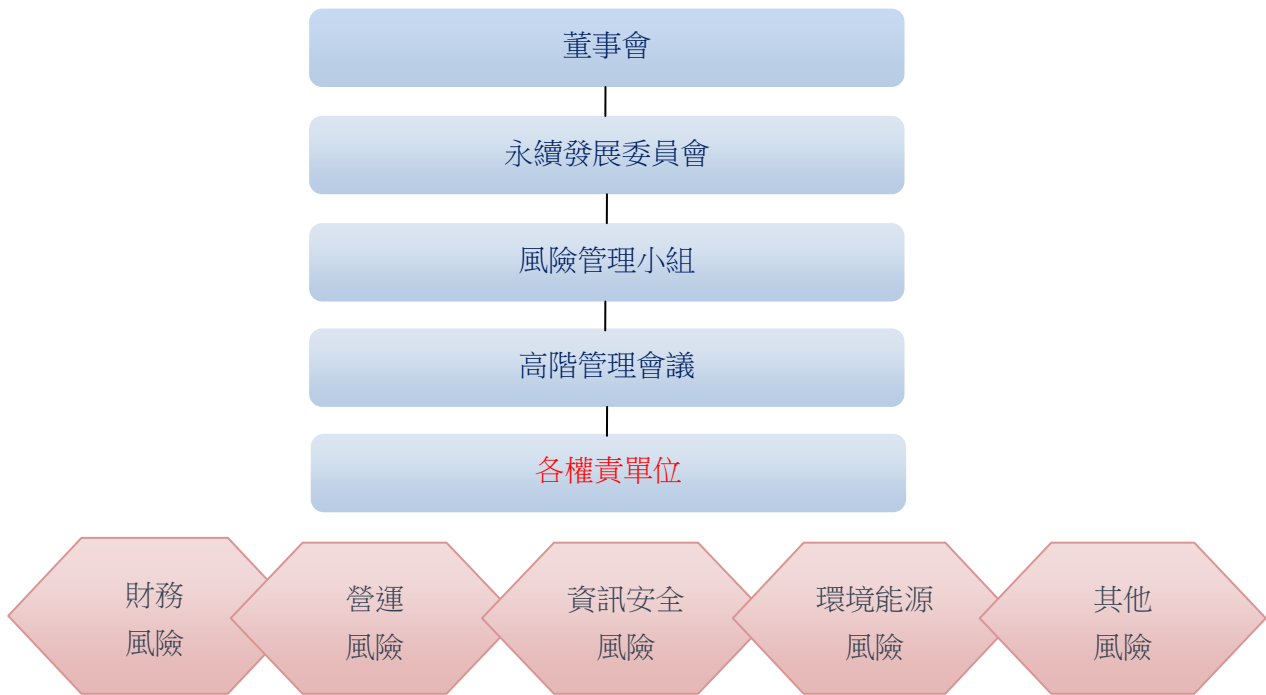 董事會
永續發展委員會
風險管理小組
高階管理會議
各權責單位
財務
風險
營運
風險
資訊安全
風險
環境能源
風險
其他
風險